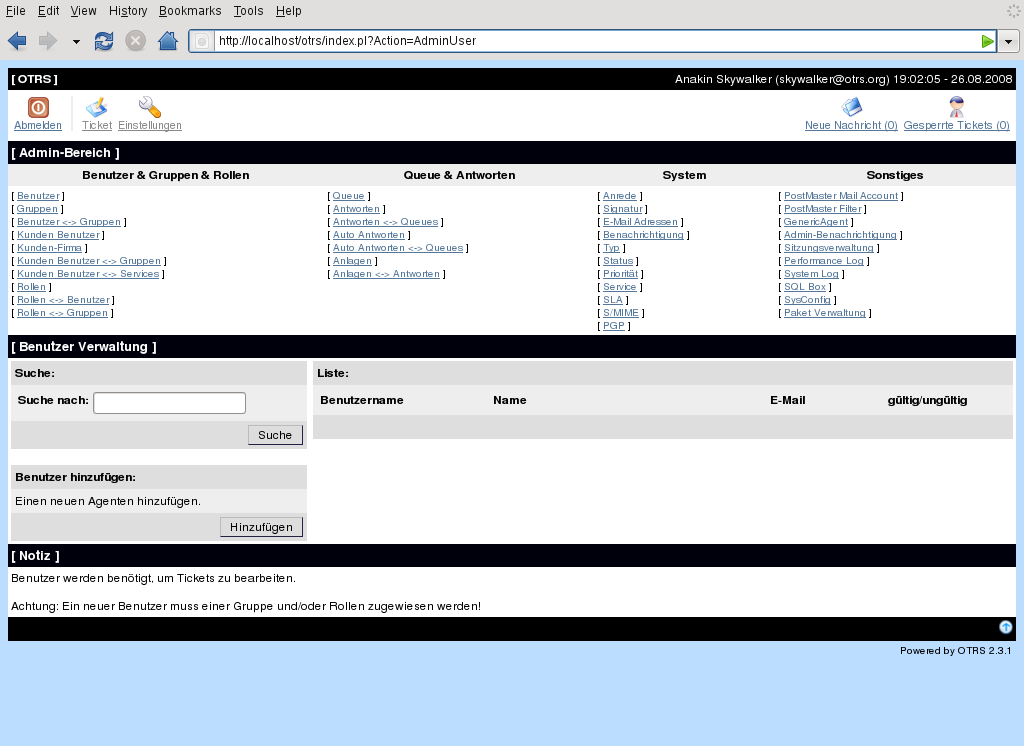 File Edit View History Bookmarks Tools Help
http://localhost/otrs/index.pl?Action=AdminUser
[ OTRS ] Anakin Skywalker (skywalker@otrs.org) 19:02:05 - 26.08.2008
Abmelden Ticket Einstellungen Neue Nachricht (0) Gesperrte Tickets (0)
[ Admin-Bereich ]
Benutzer & Gruppen & Rollen Queue & Antworten System Sonstiges
[ Benutzer ] [ Queue ] [ Anrede ] [ PostMaster Mail Account ]
[ Gruppen ] [ Antworten ] [ Signatur ] [ PostMaster Filter ]
[ Benutzer <-> Gruppen ] [ Antworten <-> Queues ] [ E-Mail Adressen ] [ GenericAgent ]
[ Kunden Benutzer ] [ Auto Antworten ] [ Benachrichtigung ] [ Admin-Benachrichtigung ]
[ Kunden-Firma ] [ Auto Antworten <-> Queues ] [ Typ ] [ Sitzungsverwaltung ]
[ Kunden Benutzer <-> Gruppen ] [ Anlagen ] [ Status ] [ Performance Log ]
[ Kunden Benutzer <-> Services ] [ Anlagen <-> Antworten ] [ Priorität ] [ System Log ]
[ Rollen ] [ Service ] [ SQL Box ]
[ Rollen <-> Benutzer ] [ SLA ] [ SysConfig ]
[ Rollen <-> Gruppen ] [ S/MIME ] [ Paket Verwaltung ]
[ PGP ]
[ Benutzer Verwaltung ]
Suche: Liste:
Suche nach: Benutzername Name E-Mail gültig/ungültig
Suche
Benutzer hinzufügen:
Einen neuen Agenten hinzufügen.
Hinzufügen
[ Notiz ]
Benutzer werden benötigt, um Tickets zu bearbeiten.
Achtung: Ein neuer Benutzer muss einer Gruppe und/oder Rollen zugewiesen werden!
Powered by OTRS 2.3.1